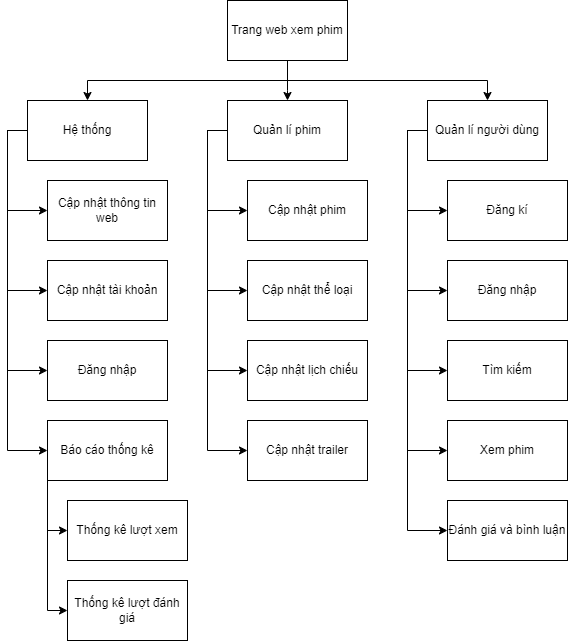 Trang web xem phim
Hệ thống
Quản lí phim
Quản lí người dùng
Cập nhật thông tin
web
Cập nhật phim
Đăng kí
Cập nhật tài khoản
Cập nhật thể loại
Đăng nhập
Đăng nhập
Cập nhật lịch chiếu
Tìm kiếm
Báo cáo thống kê
Cập nhật trailer
Xem phim
Thống kê lượt xem
Đánh giá và bình luận
Thống kê lượt đánh
giá